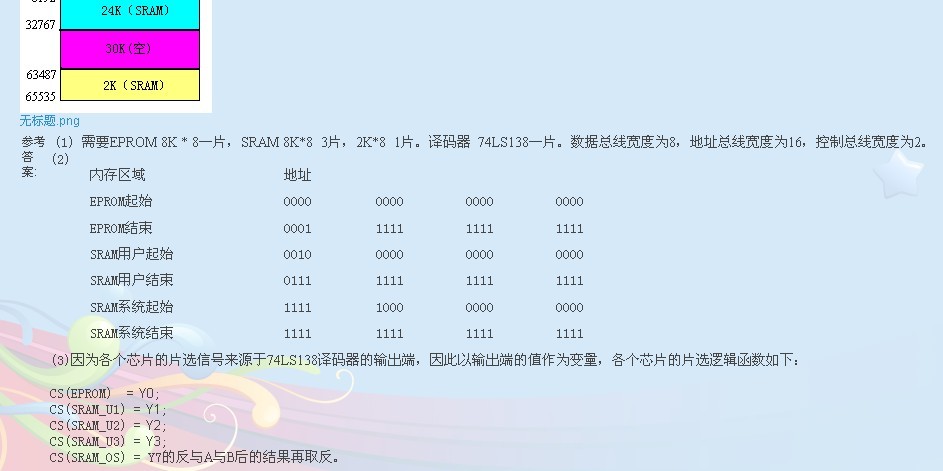 24K（SRAM）
32767
30K(空)
63487
2K（SRAM）
65535
无标题.png
参考答案:
(1) 需要EPROM 8K * 8一片，SRAM 8K*8 3片，2K*8 1片。译码器 74LS138一片。数据总线宽度为8，地址总线宽度为16，控制总线宽度为2。
(2)
内存区域 地址
EPROM起始 0000 0000 0000 0000
EPROM结束 0001 1111 1111 1111
SRAM用户起始 0010 0000 0000 0000
SRAM用户结束 0111 1111 1111 1111
SRAM系统起始 1111 1000 0000 0000
SRAM系统结束 1111 1111 1111 1111
(3)因为各个芯片的片选信号来源于74LS138译码器的输出端，因此以输出端的值作为变量，各个芯片的片选逻辑函数如下：
CS(EPROM) = Y0;
CS(SRAM_U1) = Y1;
CS(SRAM_U2) = Y2;
CS(SRAM_U3) = Y3;
CS(SRAM_OS) = Y7的反与A与B后的结果再取反。